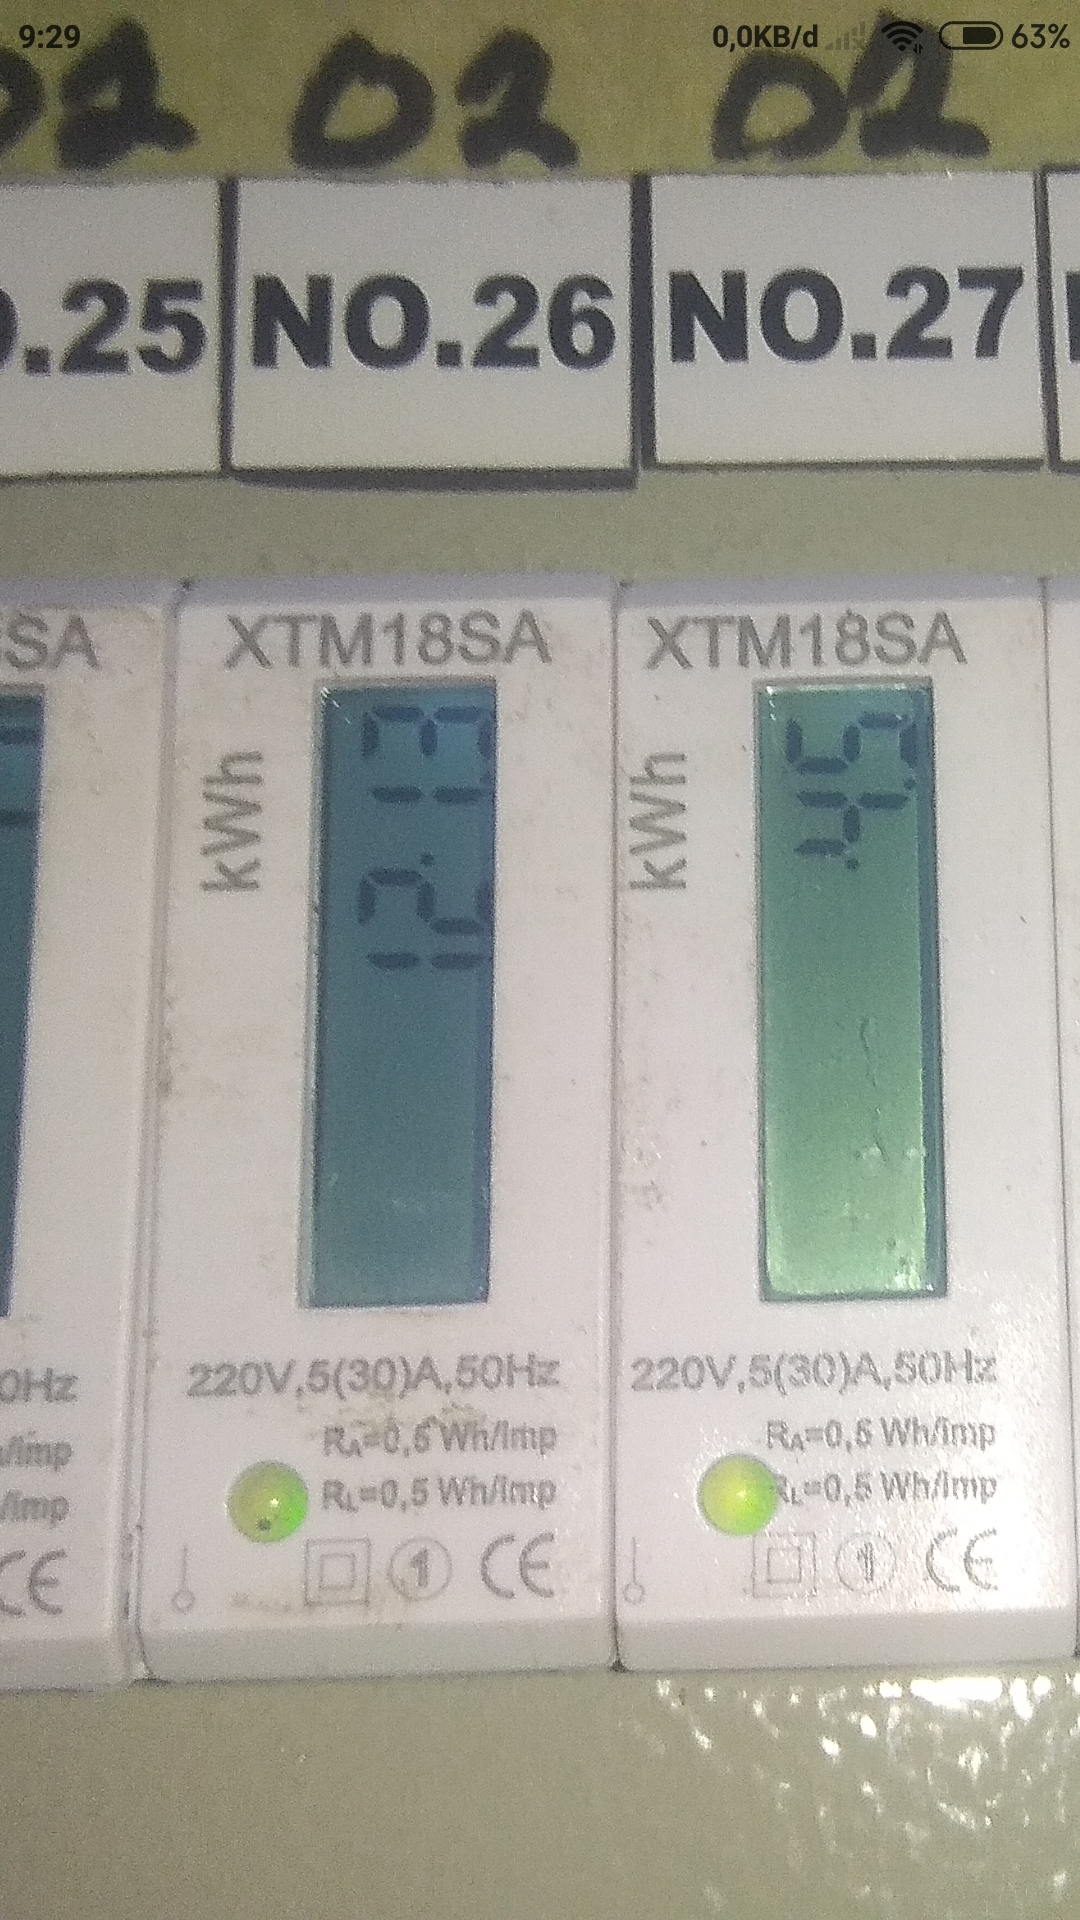 9:29 0,0KB/d 63%
02 02 02
NO.26 NO.27
.25
SA XTM18SA XTM18SA
kWh kWh
0Hz 220V,5(30)A,50Hz 220V,5(30)A,50Hz
/imp RA=0,5 Wh/imp RA=0,5 Wh/imp
/imp RL=0,5 Wh/imp RL=0,5 Wh/imp
CE 1 CE 1 CE